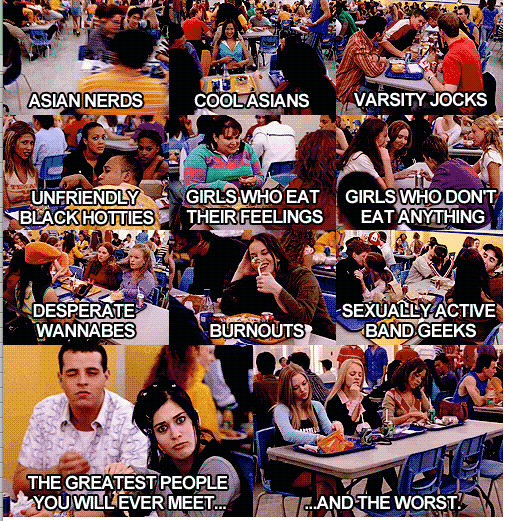 ASIAN NERDS
COOL ASIANS
VARSITY JOCKS
UNFRIENDLY
BLACK HOTTIES
GIRLS WHO EAT
THEIR FEELINGS
GIRLS WHO DON'T
EAT ANYTHING
DESPERATE
WANNABES
BURNOUTS
SEXUALLY ACTIVE
BAND GEEKS
THE GREATEST PEOPLE
YOU WILL EVER MEET...
...AND THE WORST.